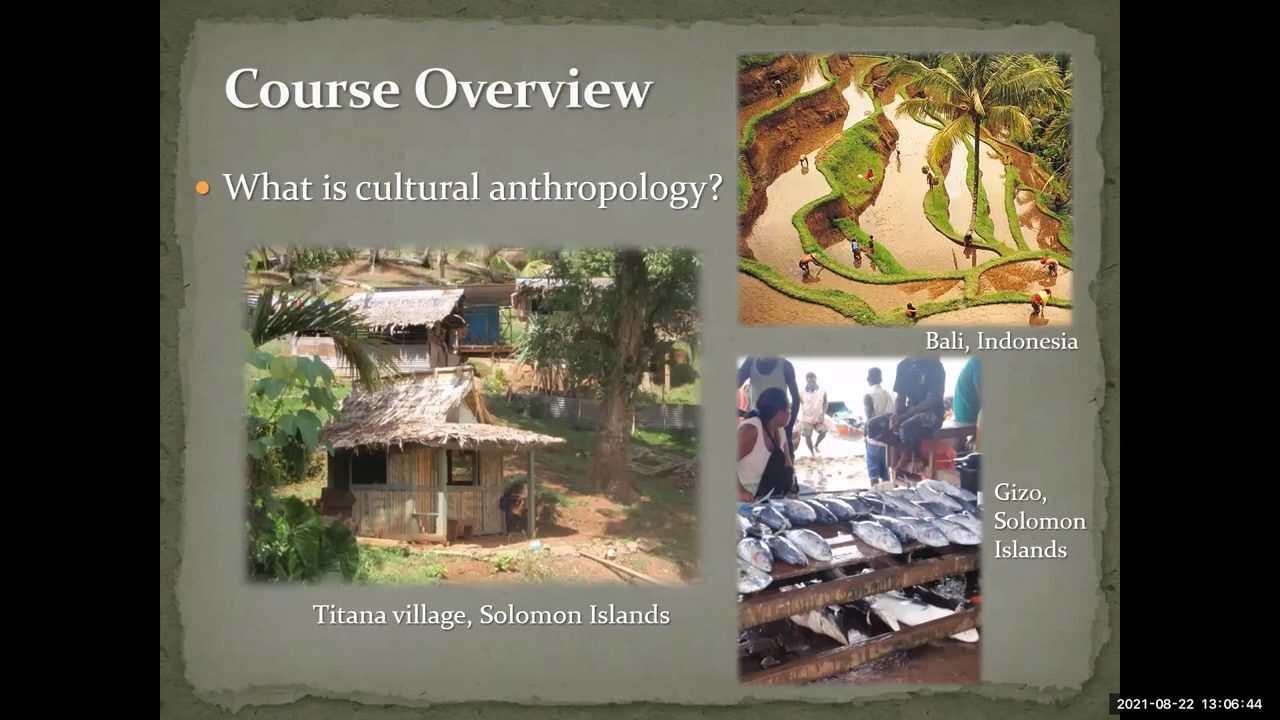 Course Overview
What is cultural anthropology?
Bali, Indonesia
Gizo,
Solomon
Islands
Titana village, Solomon Islands
2021-08-22 13:06:44